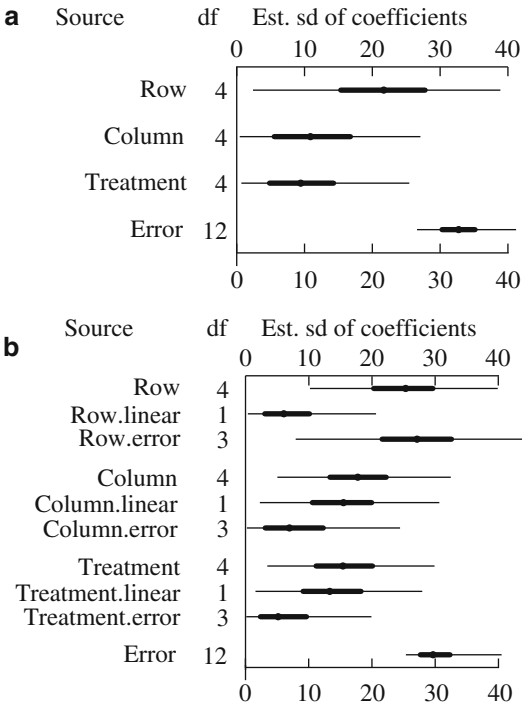 a Source df Est. sd of coefficients
0 10 20 30 40
Row 4
Column 4
Treatment 4
Error 12
0 10 20 30 40
b Source df Est. sd of coefficients
0 10 20 30 40
Row 4
Row.linear 1
Row.error 3
Column 4
Column.linear 1
Column.error 3
Treatment 4
Treatment.linear 1
Treatment.error 3
Error 12
0 10 20 30 40